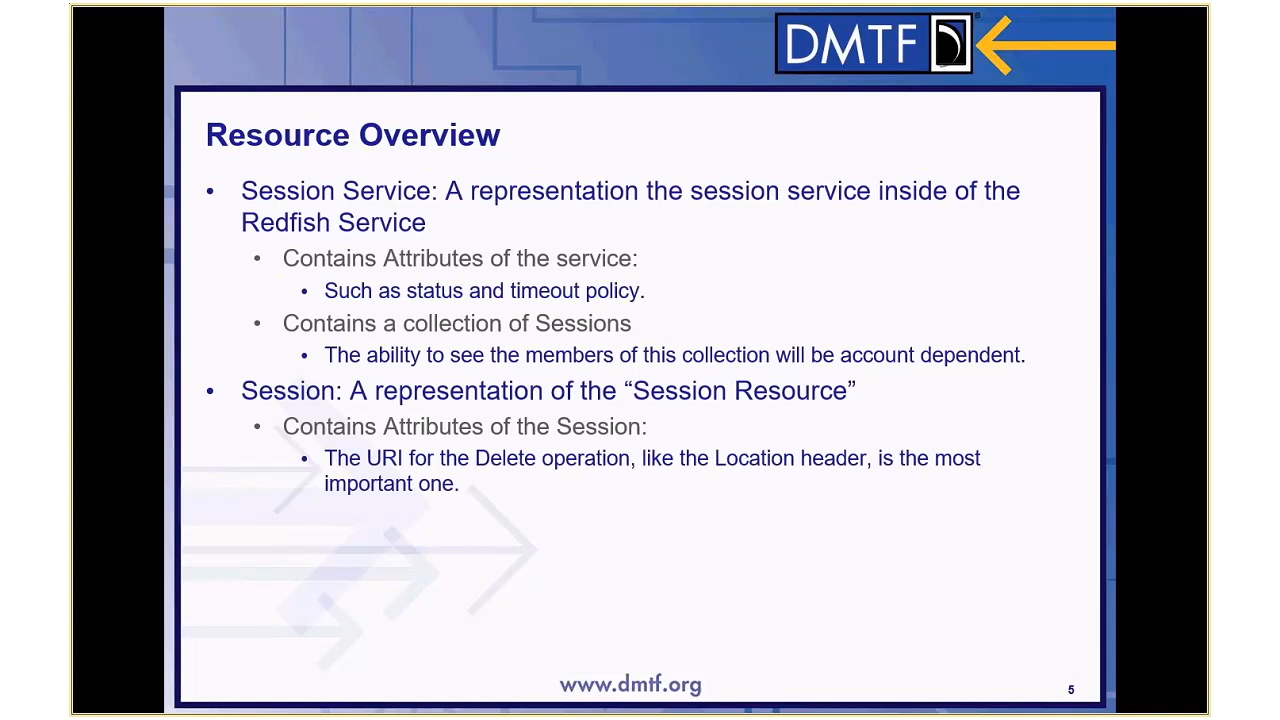 DMTF
Resource Overview
• Session Service: A representation the session service inside of the
Redfish Service
• Contains Attributes of the service:
• Such as status and timeout policy.
• Contains a collection of Sessions
• The ability to see the members of this collection will be account dependent.
• Session: A representation of the “Session Resource”
• Contains Attributes of the Session:
• The URI for the Delete operation, like the Location header, is the most
important one.
www.dmtf.org
5